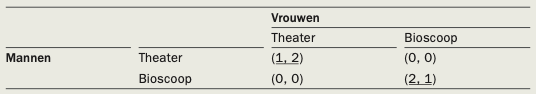 Vrouwen
Theater Bioscoop
Mannen Theater (1, 2) (0, 0)
Bioscoop (0, 0) (2, 1)